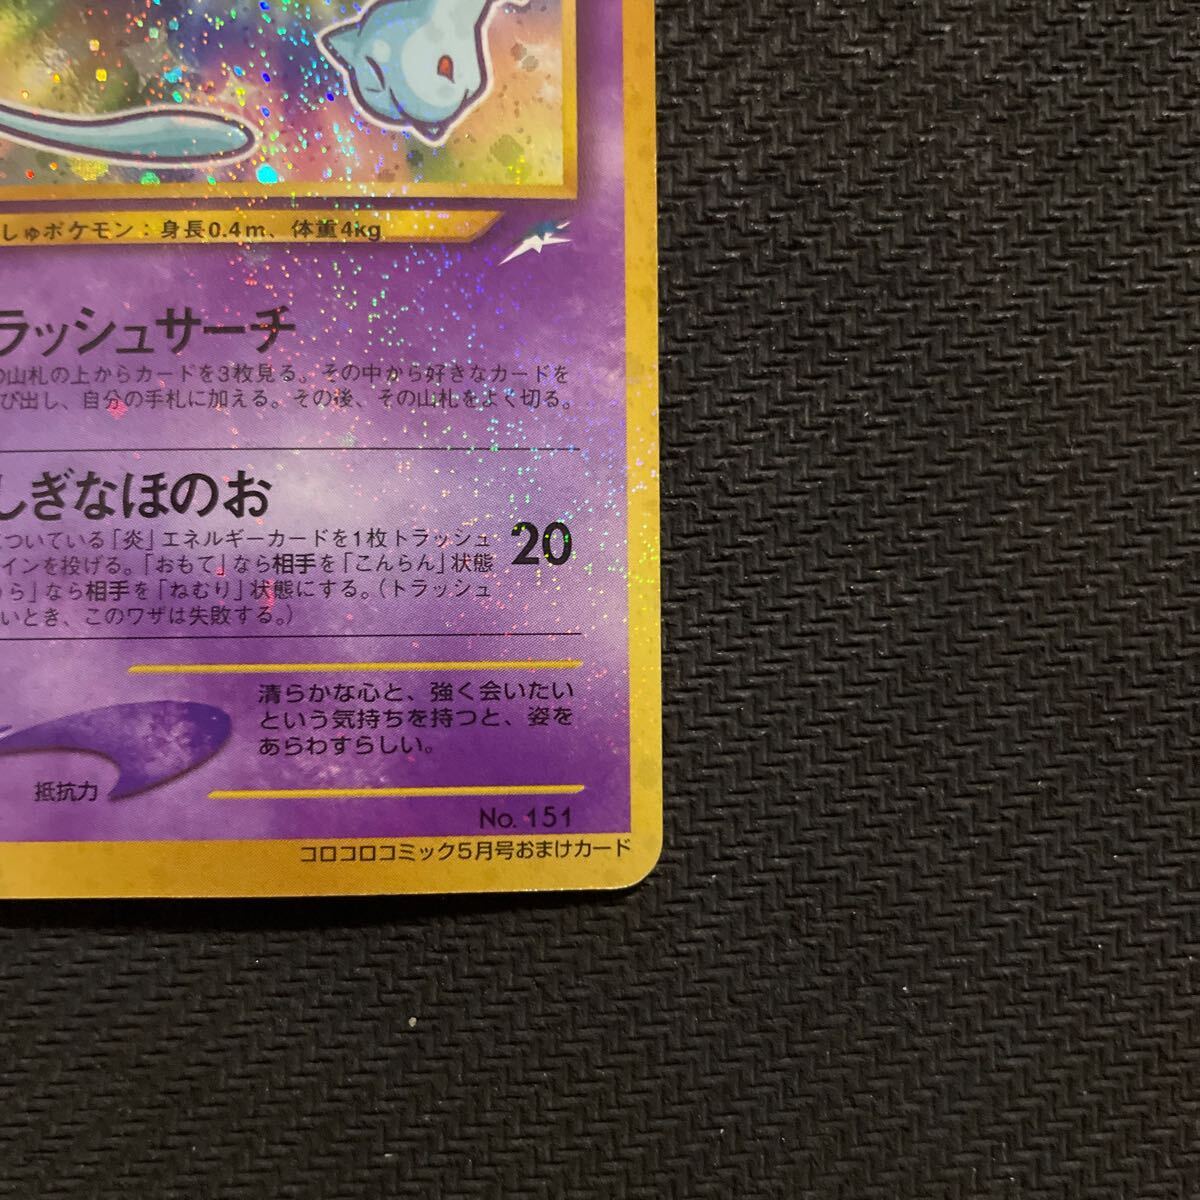 しゅポケモン：身長0.4m、体重4kg
ラッシュサーチ
の山札の上からカードを3枚見る。その中から好きなカードを
び出し、自分の手札に加える。その後、その山札をよく切る。
しぎなほのお
20
についている「炎」エネルギーカードを1枚トラッシュ
インを投げる。「おもて」なら相手を「こんらん」状態
ら」なら相手を「ねむり」状態にする。（トラッシュ
いとき、このワザは失敗する。）
清らかな心と、強く会いたい
という気持ちを持つと、姿を
あらわすらしい。
抵抗力
No. 151
コロコロコミック5月号おまけカード